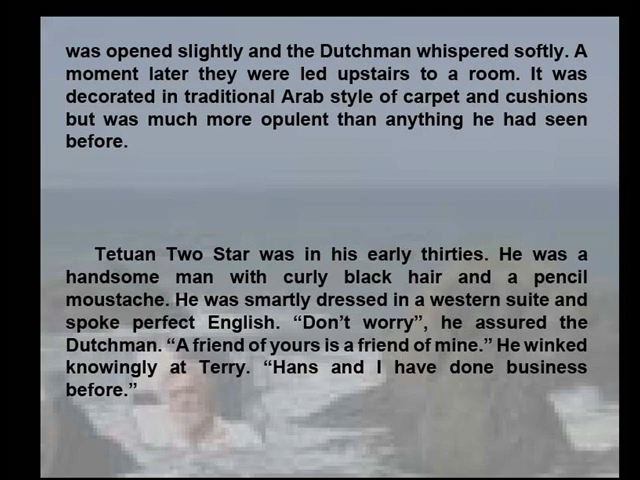 was opened slightly and the Dutchman whispered softly. A
moment later they were led upstairs to a room. It was
decorated in traditional Arab style of carpet and cushions
but was much more opulent than anything he had seen
before.
Tetuan Two Star was in his early thirties. He was a
handsome man with curly black hair and a pencil
moustache. He was smartly dressed in a western suite and
spoke perfect English. “Don’t worry”, he assured the
Dutchman. “A friend of yours is a friend of mine.” He winked
knowingly at Terry. “Hans and I have done business
before.”